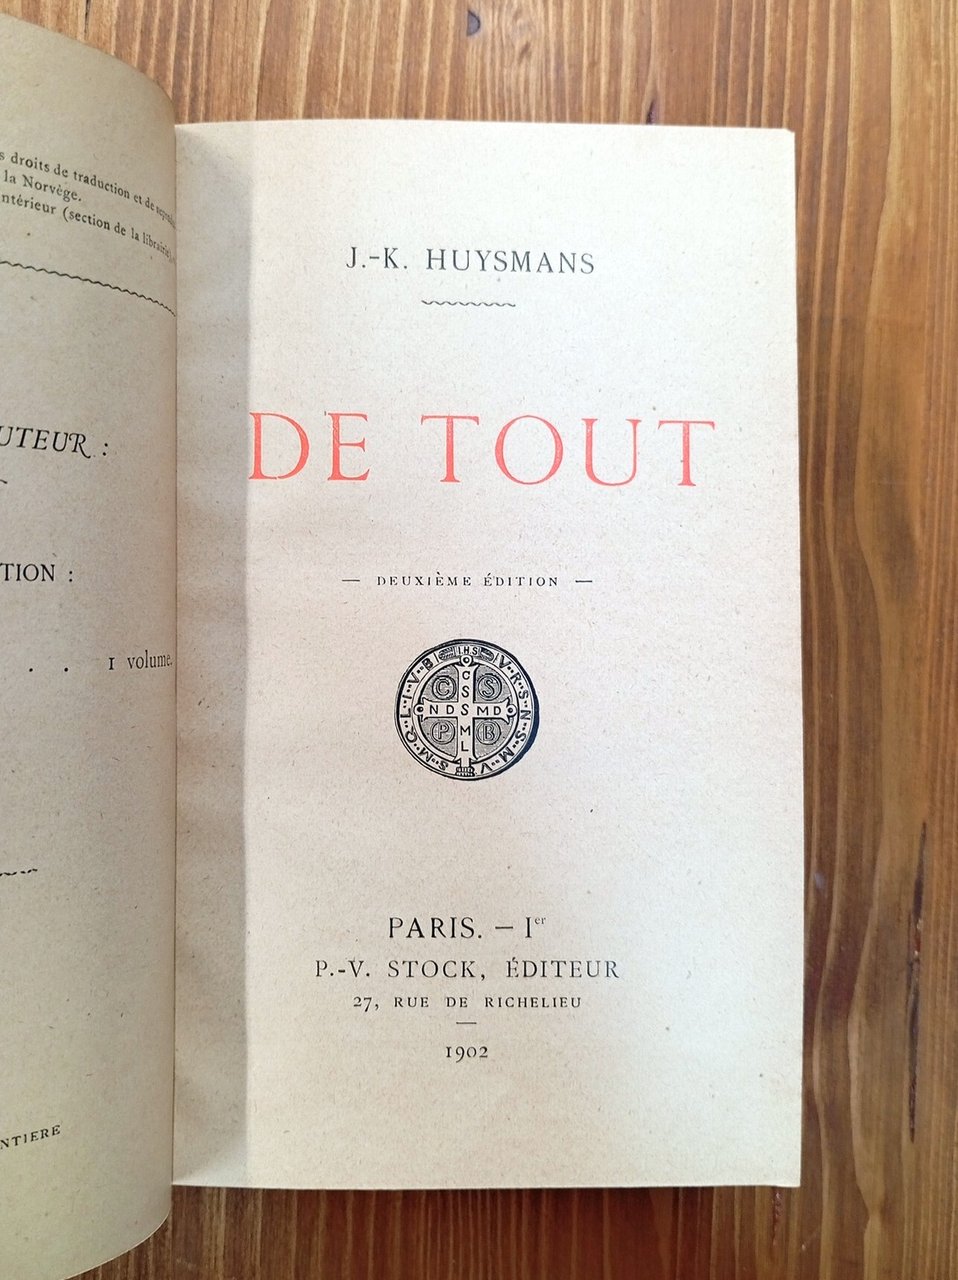 s droits de traduction et de reprodu
la Norvège.
ntérieur (section de la librairie),
UTEUR :
TION :
. . 1 volume.
NTIERE
J.-K. HUYSMANS
DE TOUT
— DEUXIÈME ÉDITION —
I.H.S
V·R·S·N·S·M·V
S·M·Q·L·I·V·B
C S
P B
C S S M L
N D S M D
PARIS. — Iᵉʳ
P.-V. STOCK, ÉDITEUR
27, RUE DE RICHELIEU
—
1902